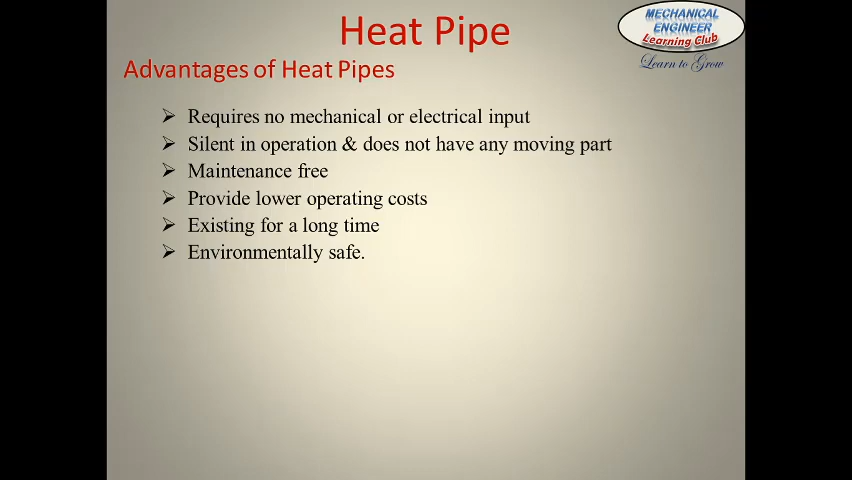 Heat Pipe
MECHANICAL
ENGINEER
Learning Club
Learn to Grow
Advantages of Heat Pipes
➢ Requires no mechanical or electrical input
➢ Silent in operation & does not have any moving part
➢ Maintenance free
➢ Provide lower operating costs
➢ Existing for a long time
➢ Environmentally safe.